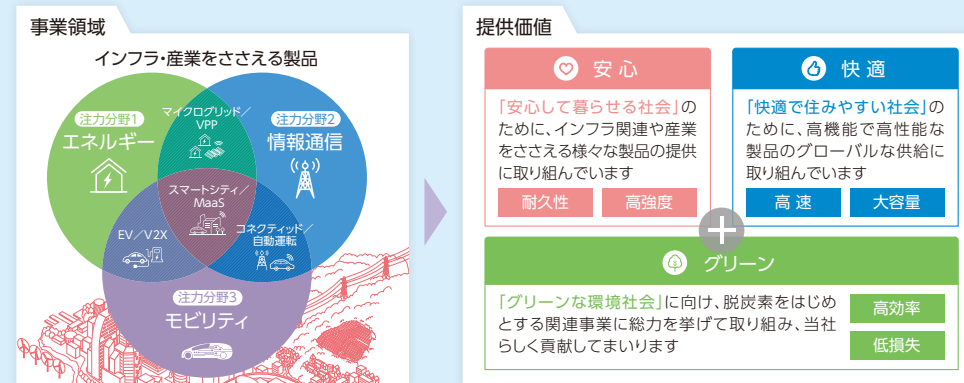 事業領域
インフラ・産業をささえる製品
注力分野1
エネルギー
マイクログリッド／
VPP
注力分野2
情報通信
スマートシティ／
MaaS
EV／V2X
コネクティッド／
自動運転
注力分野3
モビリティ
提供価値
安心
「安心して暮らせる社会」の
ために、インフラ関連や産業
をささえる様々な製品の提供
に取り組んでいます
耐久性
高強度
快適
「快適で住みやすい社会」の
ために、高機能で高性能な
製品のグローバルな供給に
取り組んでいます
高速
大容量
グリーン
「グリーンな環境社会」に向け、脱炭素をはじめ
とする関連事業に総力を挙げて取り組み、当社
らしく貢献してまいります
高効率
低損失